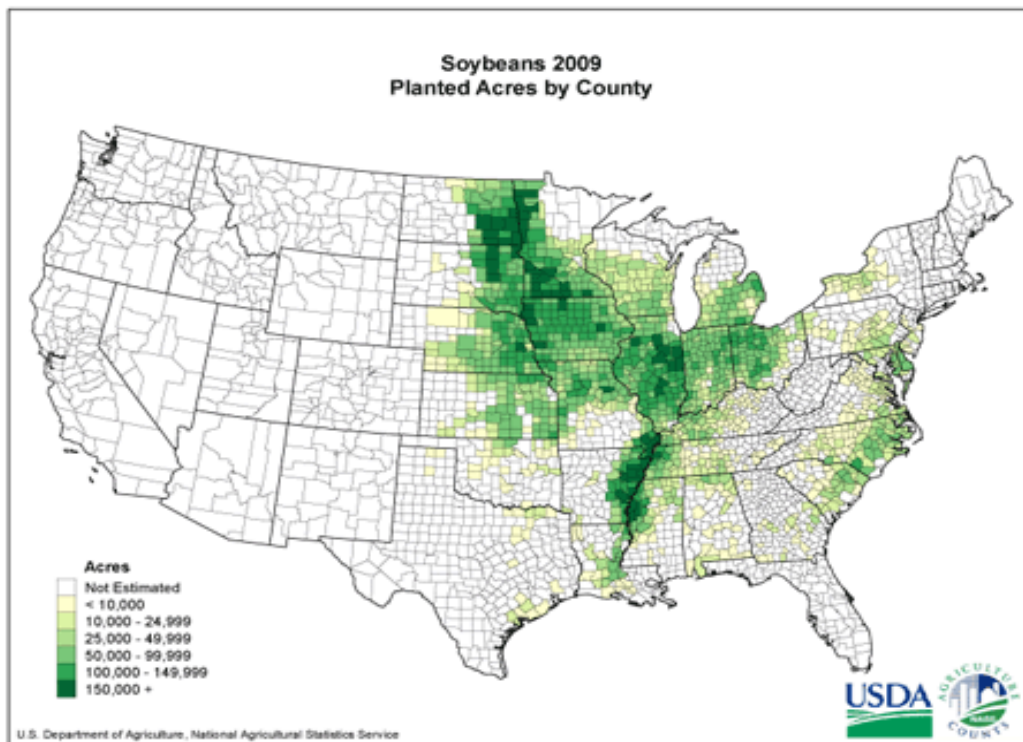 Soybeans 2009
Planted Acres by County
Acres
Not Estimated
< 10,000
10,000 - 24,999
25,000 - 49,999
50,000 - 99,999
100,000 - 149,999
150,000 +
USDA
AGRICULTURE
NASS
COUNTS
U.S. Department of Agriculture, National Agricultural Statistics Service